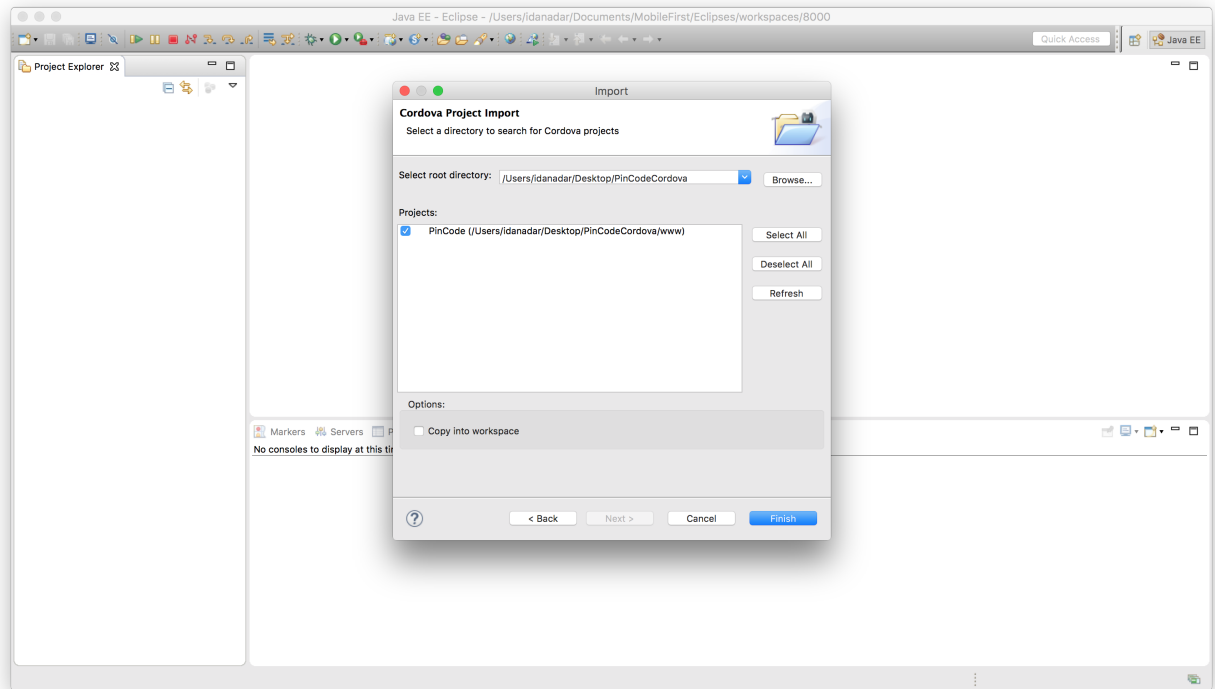 Java EE - Eclipse - /Users/idanadar/Documents/MobileFirst/Eclipses/workspaces/8000
Quick Access
Java EE
Project Explorer
Import
Cordova Project Import
Select a directory to search for Cordova projects
Select root directory:
/Users/idanadar/Desktop/PinCodeCordova
Browse...
Projects:
PinCode (/Users/idanadar/Desktop/PinCodeCordova/www)
Select All
Deselect All
Refresh
Options:
Copy into workspace
Markers
Servers
No consoles to display at this
? < Back Next > Cancel Finish